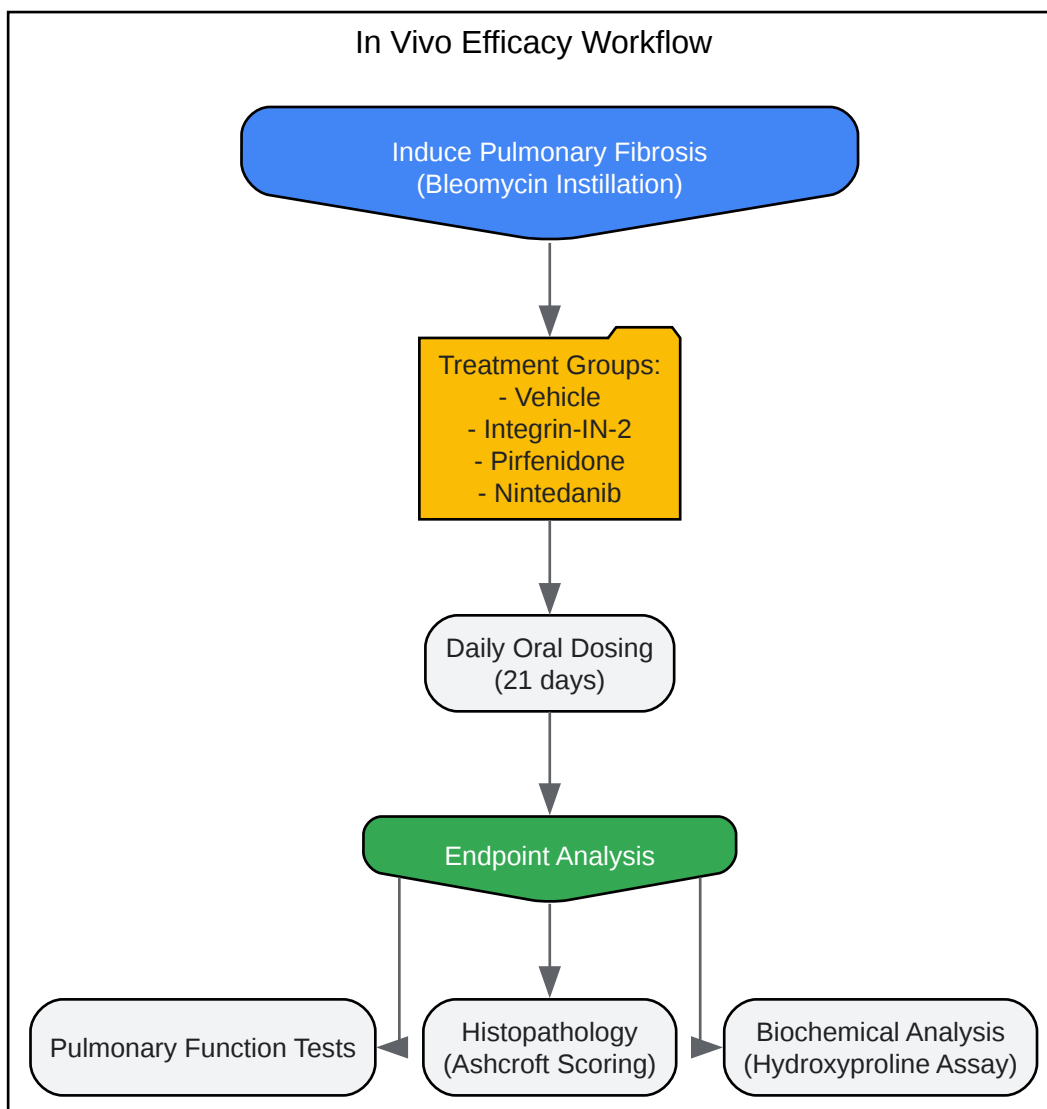 In Vivo Efficacy Workflow
Induce Pulmonary Fibrosis
(Bleomycin Instillation)
Treatment Groups:
- Vehicle
- Integrin-IN-2
- Pirfenidone
- Nintedanib
Daily Oral Dosing
(21 days)
Endpoint Analysis
Pulmonary Function Tests
Histopathology
(Ashcroft Scoring)
Biochemical Analysis
(Hydroxyproline Assay)